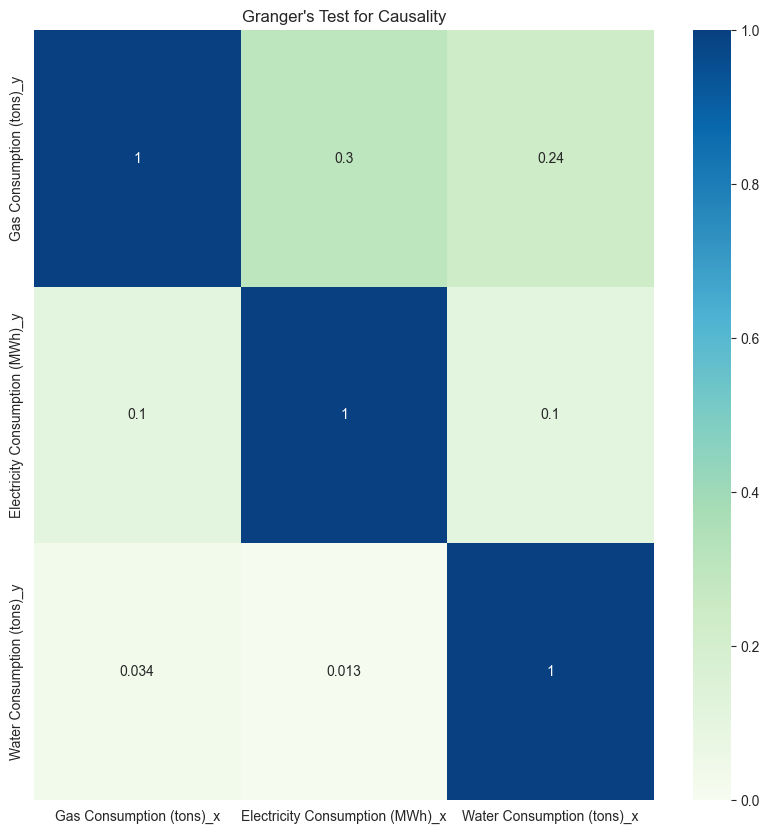 Granger's Test for Causality
Gas Consumption (tons)_y
1
0.3
0.24
Electricity Consumption (MWh)_y
0.1
1
0.1
Water Consumption (tons)_y
0.034
0.013
1
Gas Consumption (tons)_x
Electricity Consumption (MWh)_x
Water Consumption (tons)_x
1.0
0.8
0.6
0.4
0.2
0.0